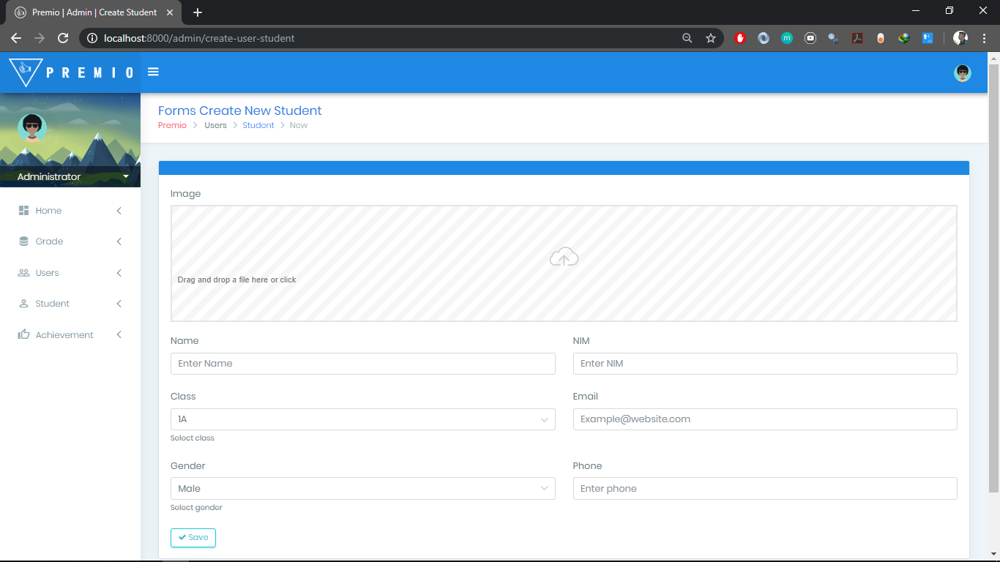 Premio | Admin | Create Student
localhost:8000/admin/create-user-student
PREMIO
Forms Create New Student
Premio > Users > Student > New
Administrator
Home
Grade
Users
Student
Achievement
Image
Drag and drop a file here or click
Name
NIM
Enter Name
Enter NIM
Class
Email
1A
Example@website.com
Select class
Gender
Phone
Male
Enter phone
Select gender
Save